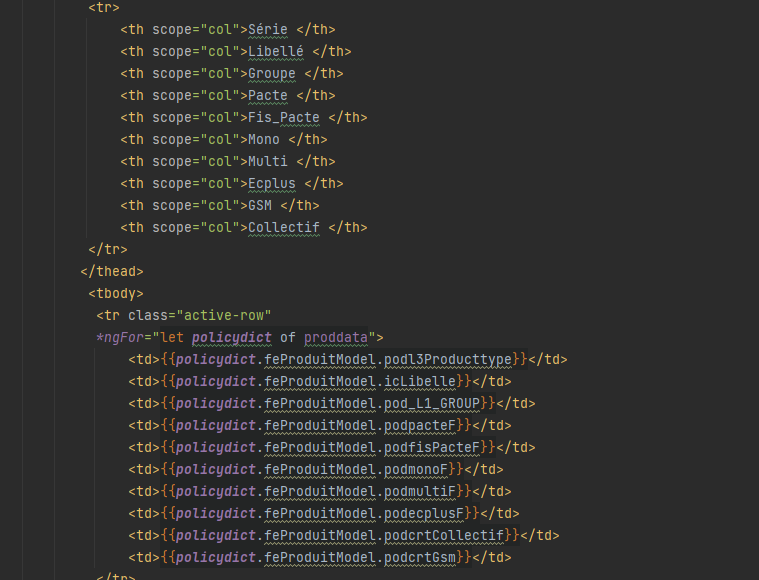 <tr>
<th scope="col">Série </th>
<th scope="col">Libellé </th>
<th scope="col">Groupe </th>
<th scope="col">Pacte </th>
<th scope="col">Fis_Pacte </th>
<th scope="col">Mono </th>
<th scope="col">Multi </th>
<th scope="col">Ecplus </th>
<th scope="col">GSM </th>
<th scope="col">Collectif </th>
</tr>
</thead>
<tbody>
<tr class="active-row"
*ngFor="let policydict of proddata">
<td>{{policydict.feProduitModel.podl3Producttype}}</td>
<td>{{policydict.feProduitModel.icLibelle}}</td>
<td>{{policydict.feProduitModel.pod_L1_GROUP}}</td>
<td>{{policydict.feProduitModel.podpacteF}}</td>
<td>{{policydict.feProduitModel.podfisPacteF}}</td>
<td>{{policydict.feProduitModel.podmonoF}}</td>
<td>{{policydict.feProduitModel.podmultiF}}</td>
<td>{{policydict.feProduitModel.podecplusF}}</td>
<td>{{policydict.feProduitModel.podcrtCollectif}}</td>
<td>{{policydict.feProduitModel.podcrtGsm}}</td>
</tr>